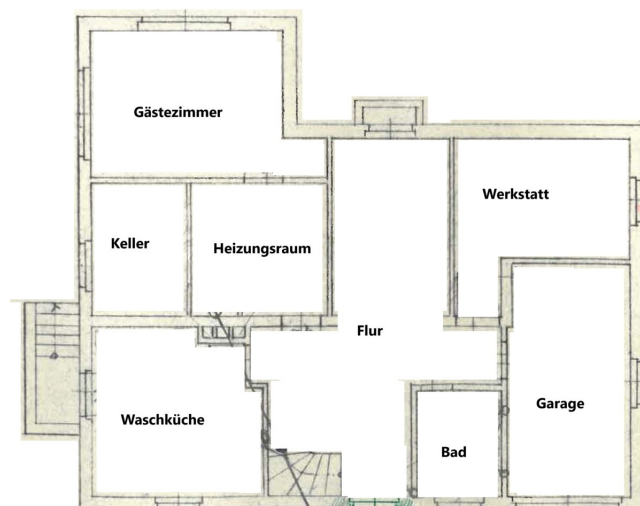 Gästezimmer
Werkstatt
Keller
Heizungsraum
Flur
Garage
Waschküche
Bad